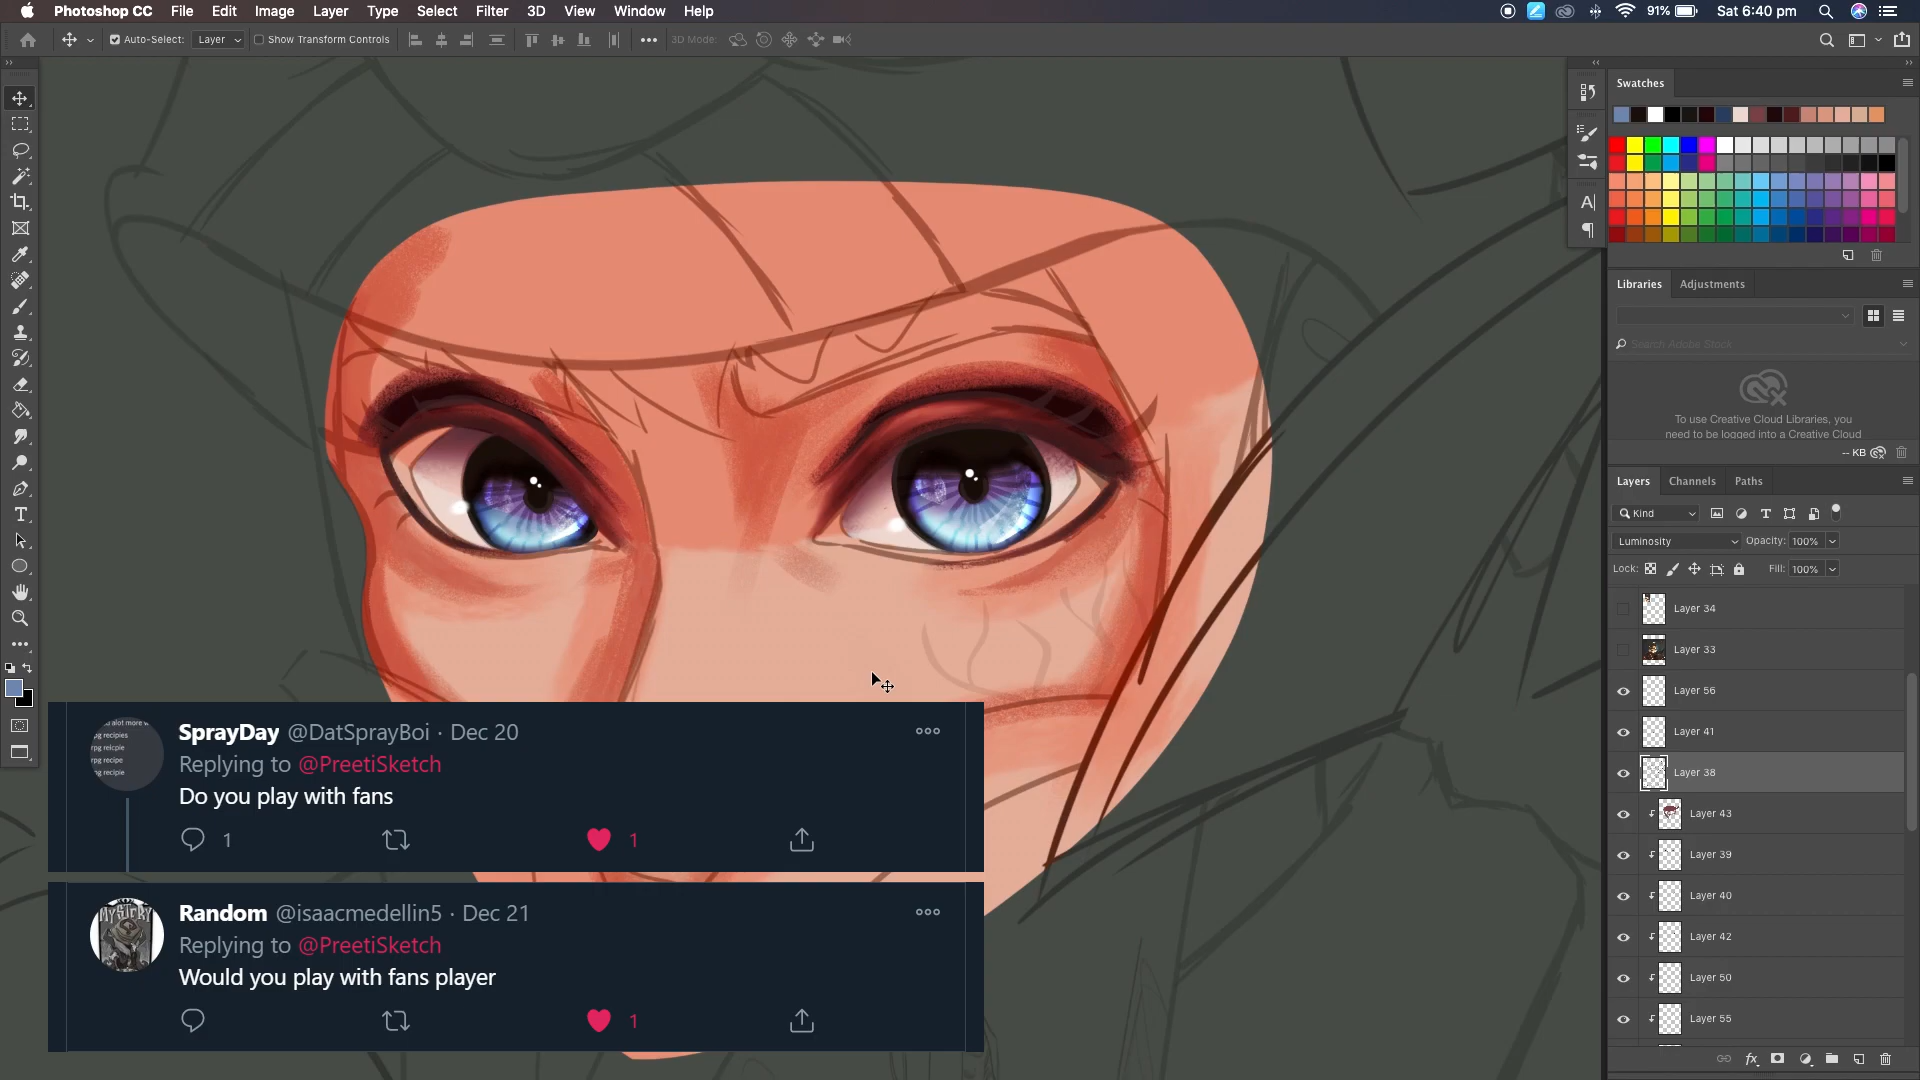 Photoshop CC File Edit Image Layer Type Select Filter 3D View Window Help 91% Sat 6:40 pm
Auto-Select: Layer Show Transform Controls 3D Mode:
Swatches
Libraries Adjustments
Search Adobe Stock
To use Creative Cloud Libraries, you
need to be logged into a Creative Cloud
-- KB
Layers Channels Paths
Kind
Luminosity Opacity: 100%
Lock: Fill: 100%
Layer 34
Layer 33
Layer 56
Layer 41
Layer 38
Layer 43
Layer 39
Layer 40
Layer 42
Layer 50
Layer 55
SprayDay @DatSprayBoi · Dec 20
Replying to @PreetiSketch
Do you play with fans
1 1
Random @isaacmedellin5 · Dec 21
Replying to @PreetiSketch
Would you play with fans player
1
MYSTERY